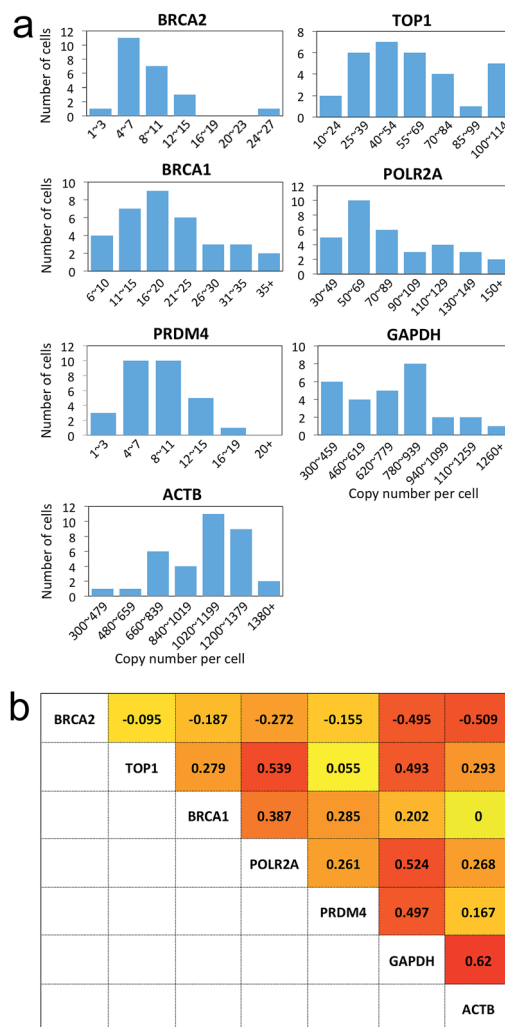 a
BRCA2
Number of cells
12
10
8
6
4
2
0
1~3 4~7 8~11 12~15 16~19 20~23 24~27
TOP1
8
6
4
2
0
10~24 25~39 40~54 55~69 70~84 85~99 100~114
BRCA1
Number of cells
10
8
6
4
2
0
6~10 11~15 16~20 21~25 26~30 31~35 35+
POLR2A
12
10
8
6
4
2
0
30~49 50~69 70~89 90~109 110~129 130~149 150+
PRDM4
Number of cells
12
10
8
6
4
2
0
1~3 4~7 8~11 12~15 16~19 20+
GAPDH
10
8
6
4
2
0
300~459 460~619 620~779 780~939 940~1099 110~1259 1260+
Copy number per cell
ACTB
Number of cells
12
10
8
6
4
2
0
300~479 480~659 660~839 840~1019 1020~1199 1200~1379 1380+
Copy number per cell
b
BRCA2 -0.095 -0.187 -0.272 -0.155 -0.495 -0.509
TOP1 0.279 0.539 0.055 0.493 0.293
BRCA1 0.387 0.285 0.202 0
POLR2A 0.261 0.524 0.268
PRDM4 0.497 0.167
GAPDH 0.62
ACTB